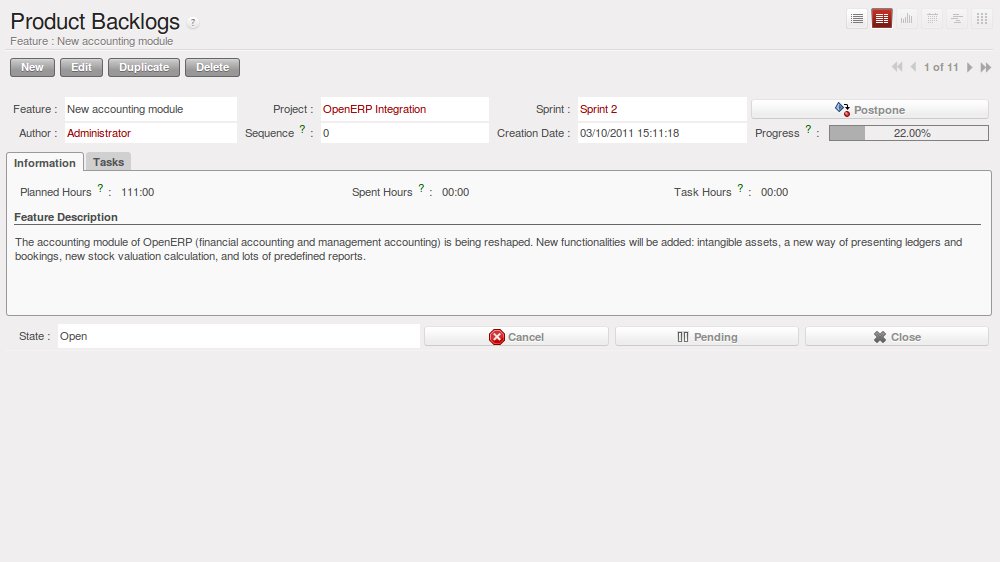 Product Backlogs ?
Feature : New accounting module
New Edit Duplicate Delete 1 of 11
Feature : New accounting module Project : OpenERP Integration Sprint : Sprint 2 Postpone
Author : Administrator Sequence ? : 0 Creation Date : 03/10/2011 15:11:18 Progress ? : 22.00%
Information Tasks
Planned Hours ? : 111:00 Spent Hours ? : 00:00 Task Hours ? : 00:00
Feature Description
The accounting module of OpenERP (financial accounting and management accounting) is being reshaped. New functionalities will be added: intangible assets, a new way of presenting ledgers and
bookings, new stock valuation calculation, and lots of predefined reports.
State : Open Cancel Pending Close